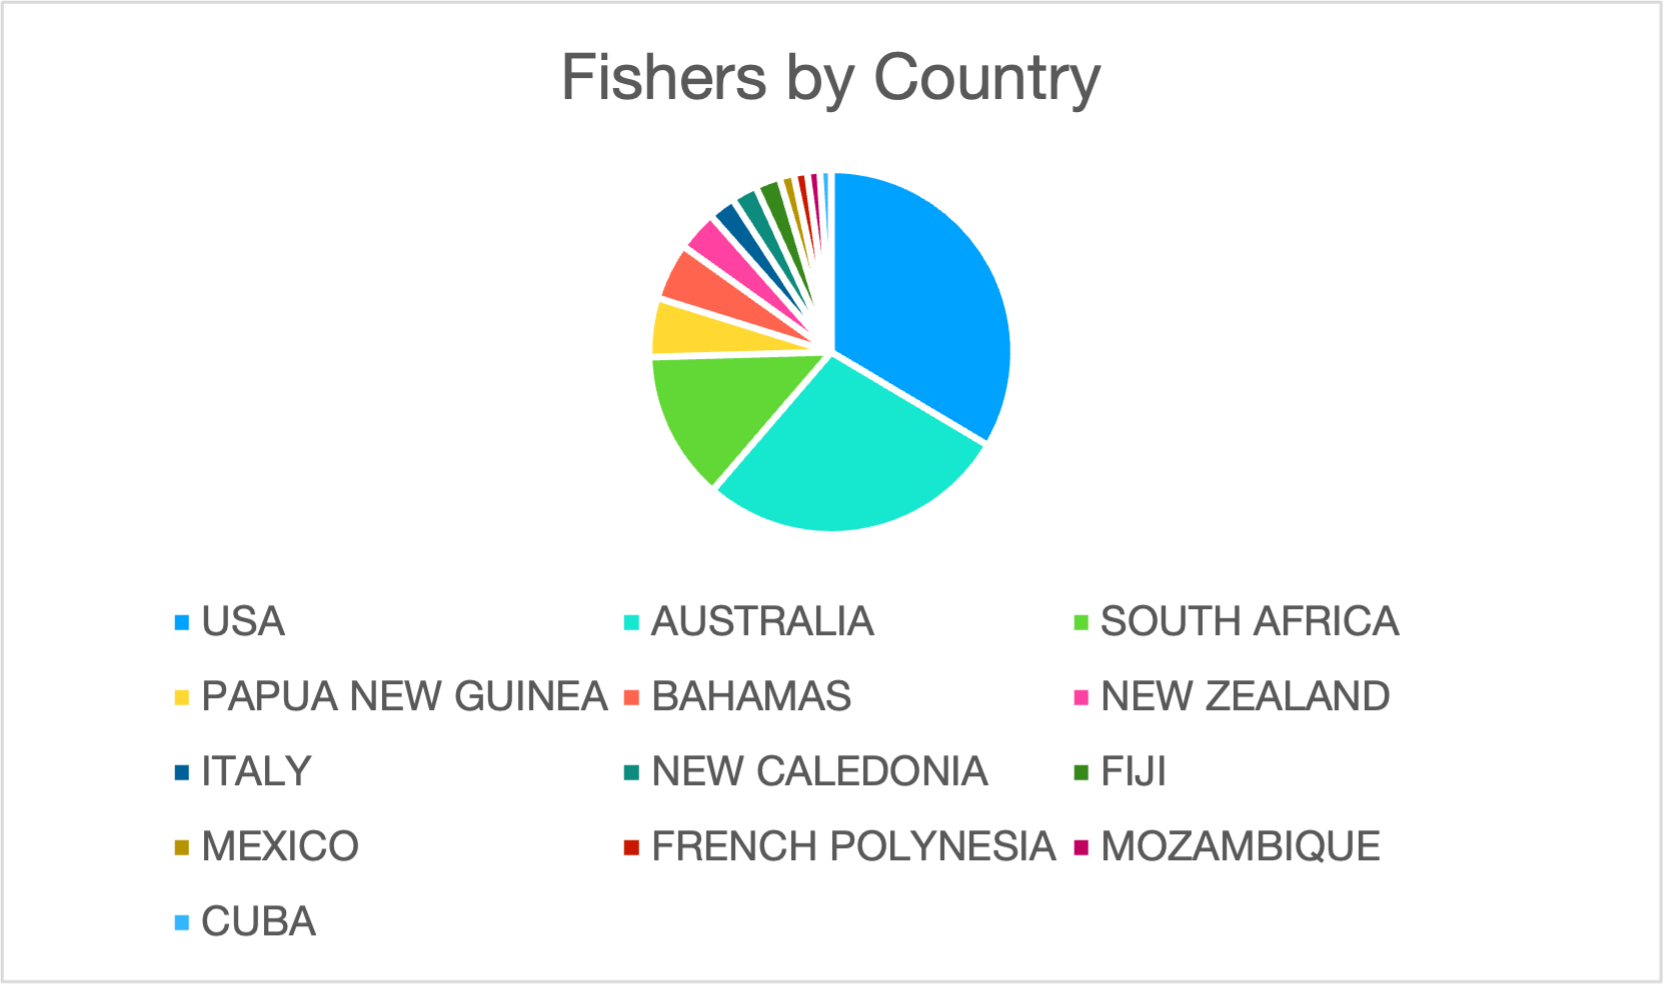 Fishers by Country
USA AUSTRALIA SOUTH AFRICA
PAPUA NEW GUINEA BAHAMAS NEW ZEALAND
ITALY NEW CALEDONIA FIJI
MEXICO FRENCH POLYNESIA MOZAMBIQUE
CUBA